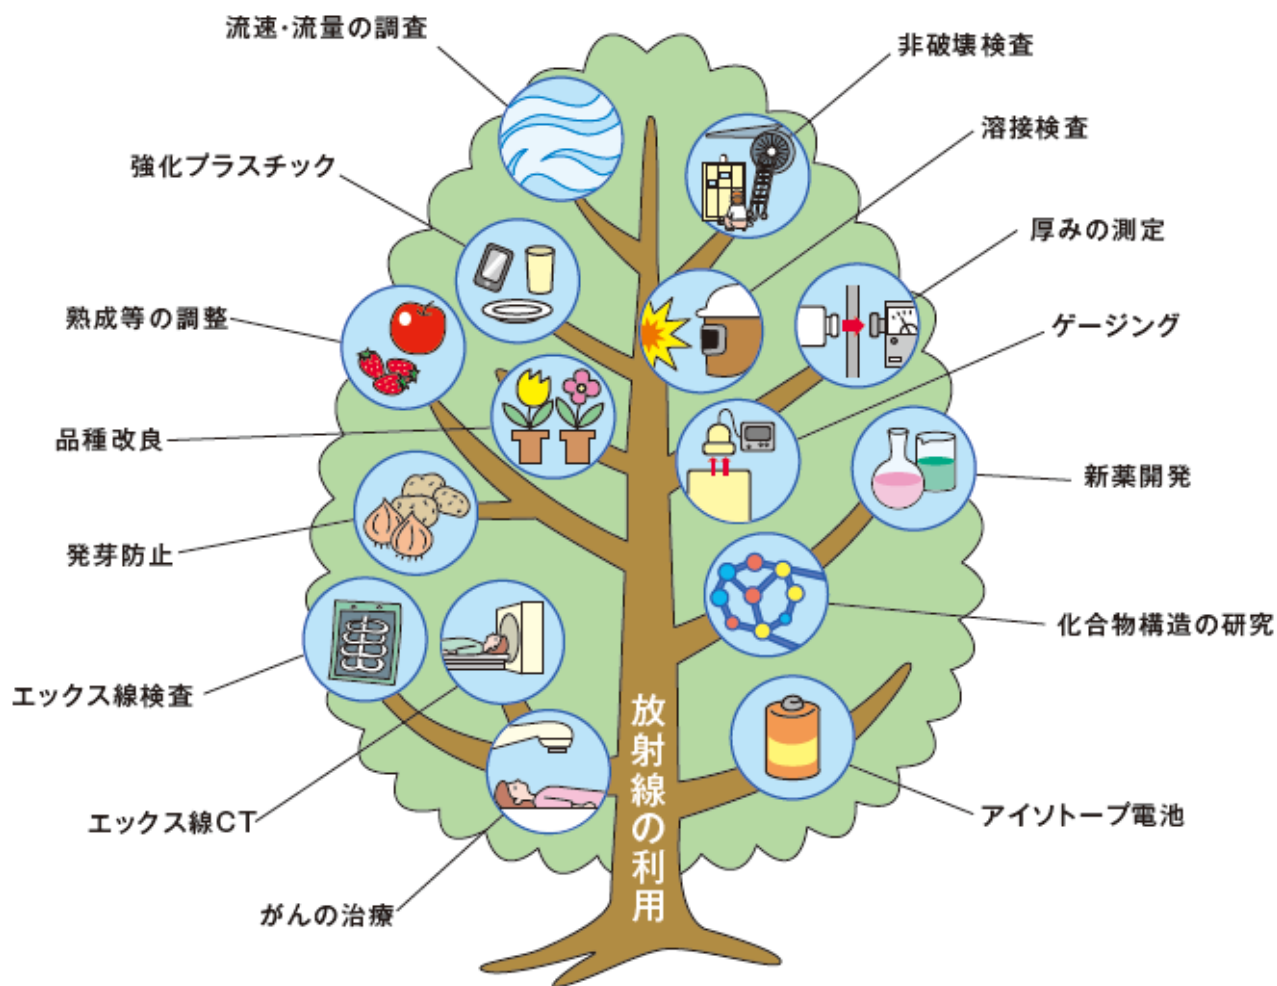 流速・流量の調査
非破壊検査
溶接検査
強化プラスチック
厚みの測定
熟成等の調整
ゲージング
品種改良
新薬開発
発芽防止
化合物構造の研究
エックス線検査
エックス線CT
アイソトープ電池
がんの治療
放射線の利用